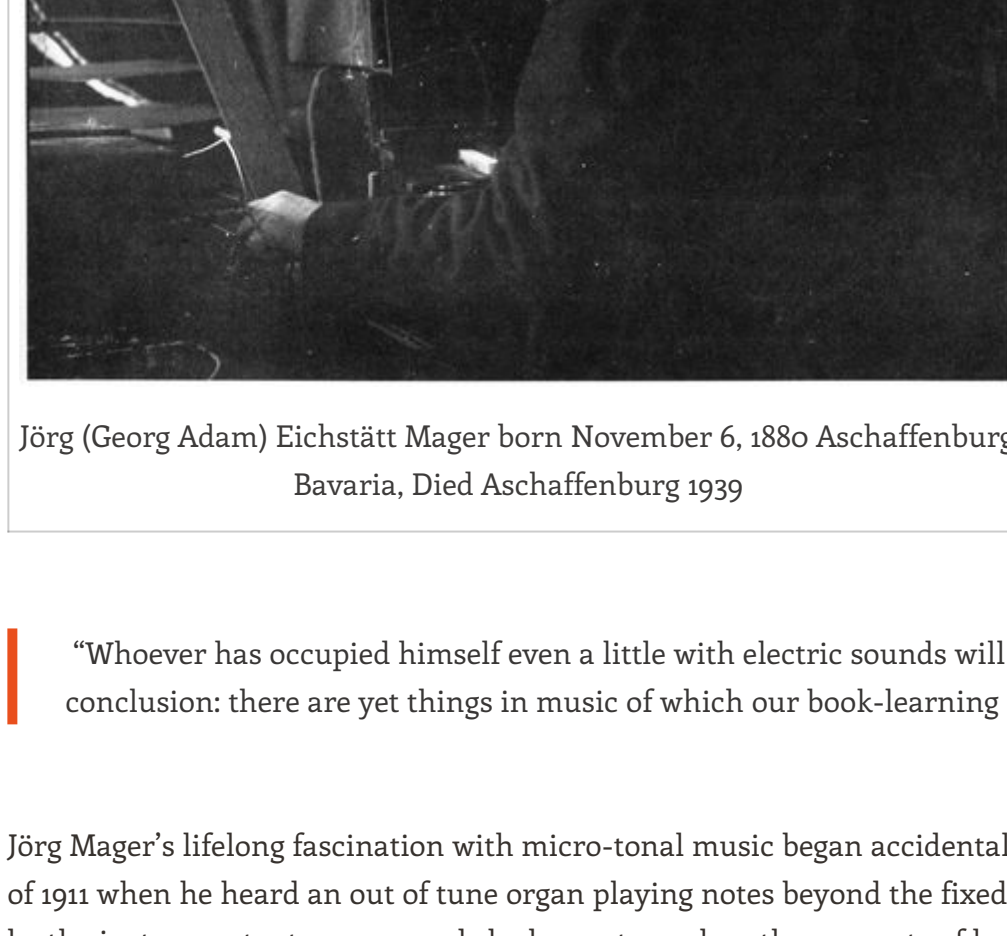 Jörg (Georg Adam) Eichstätt Mager born November 6, 1880 Aschaffenburg
Bavaria, Died Aschaffenburg 1939
“Whoever has occupied himself even a little with electric sounds will
conclusion: there are yet things in music of which our book-learning
Jörg Mager’s lifelong fascination with micro-tonal music began accidental
of 1911 when he heard an out of tune organ playing notes beyond the fixed